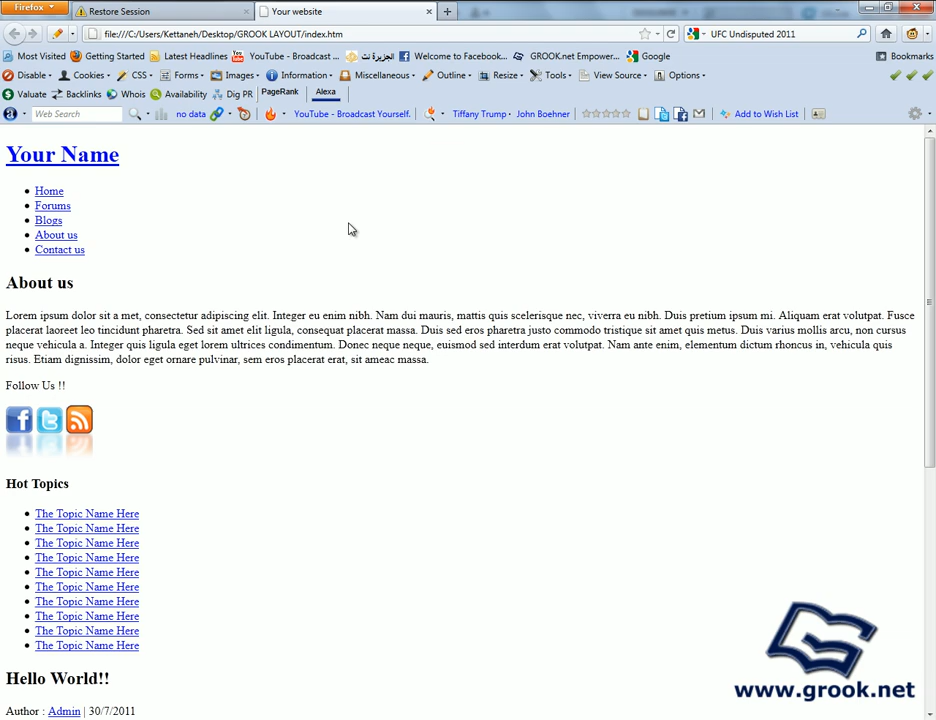 Firefox
Restore Session
Your website
file:///C:/Users/Kettaneh/Desktop/GROOK LAYOUT/index.htm
UFC Undisputed 2011
Most Visited Getting Started Latest Headlines YouTube - Broadcast ... الجزيرة نت Welcome to Facebook... GROOK.net Empower... Google Bookmarks
Disable Cookies CSS Forms Images Information Miscellaneous Outline Resize Tools View Source Options
Valuate Backlinks Whois Availability Dig PR PageRank Alexa
Web Search no data YouTube - Broadcast Yourself. Tiffany Trump John Boehner Add to Wish List
Your Name
Home
Forums
Blogs
About us
Contact us
About us
Lorem ipsum dolor sit a met, consectetur adipiscing elit. Integer eu enim nibh. Nam dui mauris, mattis quis scelerisque nec, viverra eu nibh. Duis pretium ipsum mi. Aliquam erat volutpat. Fusce
placerat laoreet leo tincidunt pharetra. Sed sit amet elit ligula, consequat placerat massa. Duis sed eros pharetra justo commodo tristique sit amet quis metus. Duis varius mollis arcu, non cursus
neque vehicula a. Integer quis ligula eget lorem ultrices condimentum. Donec neque neque, euismod sed interdum erat volutpat. Nam ante enim, elementum dictum rhoncus in, vehicula quis
risus. Etiam dignissim, dolor eget ornare pulvinar, sem eros placerat erat, sit ameac massa.
Follow Us !!
Hot Topics
The Topic Name Here
The Topic Name Here
The Topic Name Here
The Topic Name Here
The Topic Name Here
The Topic Name Here
The Topic Name Here
The Topic Name Here
The Topic Name Here
The Topic Name Here
Hello World!!
Author : Admin | 30/7/2011
www.grook.net